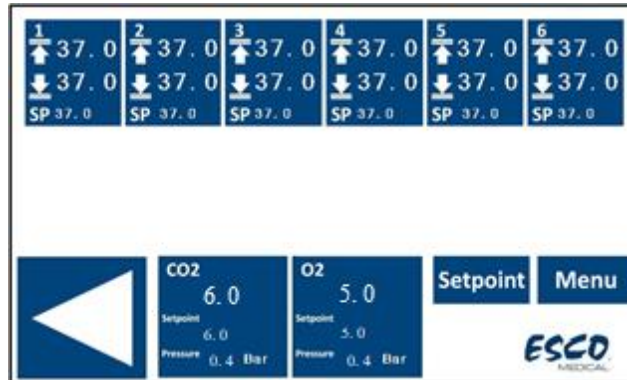 1 2 3 4 5 6
37.0 37.0 37.0 37.0 37.0 37.0
37.0 37.0 37.0 37.0 37.0 37.0
SP 37.0 SP 37.0 SP 37.0 SP 37.0 SP 37.0 SP 37.0
CO2
6.0
Setpoint
6.0
Pressure 0.4 Bar
O2
5.0
Setpoint
5.0
Pressure 0.4 Bar
Setpoint
Menu
ESCO
MEDICAL